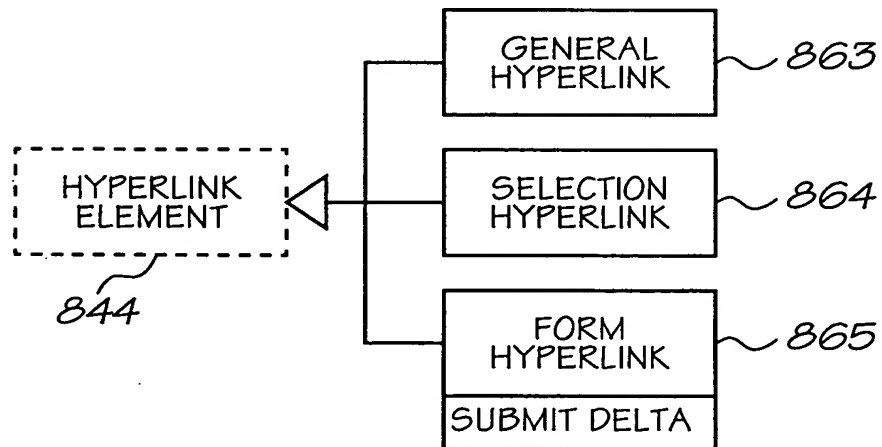 GENERAL
HYPERLINK
863
HYPERLINK
ELEMENT
844
SELECTION
HYPERLINK
864
FORM
HYPERLINK
865
SUBMIT DELTA